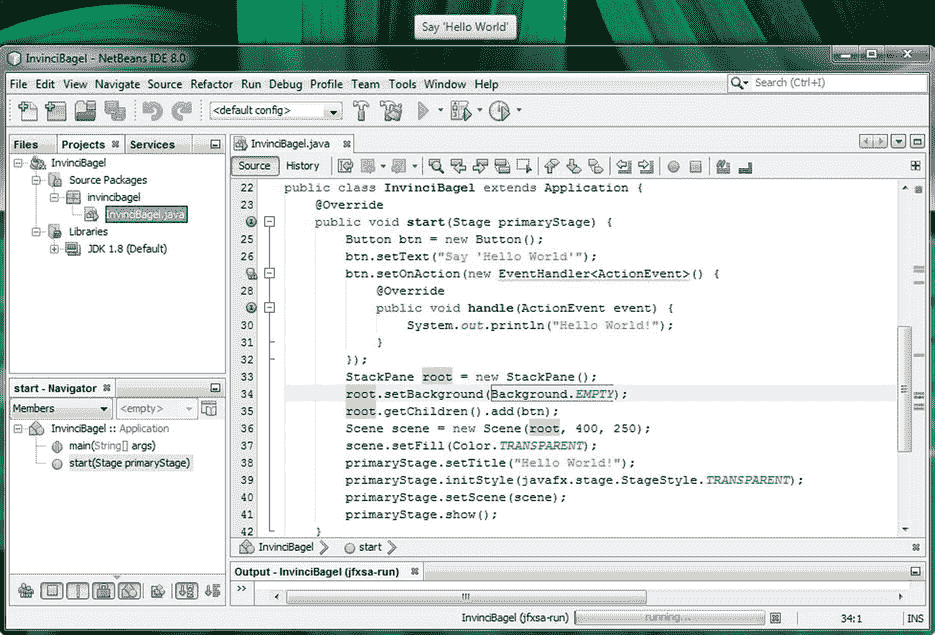 Say 'Hello World'
InvinciBagel - NetBeans IDE 8.0
File Edit View Navigate Source Refactor Run Debug Profile Team Tools Window Help
Search (Ctrl+I)
<default config>
Files Projects Services
InvinciBagel
Source Packages
invincibagel
InvinciBagel.java
Libraries
JDK 1.8 (Default)
start - Navigator
Members <empty>
InvinciBagel :: Application
main(String[] args)
start(Stage primaryStage)
InvinciBagel.java
Source History
22 public class InvinciBagel extends Application {
23 @Override
public void start(Stage primaryStage) {
25 Button btn = new Button();
26 btn.setText("Say 'Hello World'");
btn.setOnAction(new EventHandler<ActionEvent>() {
28 @Override
public void handle(ActionEvent event) {
30 System.out.println("Hello World!");
31 }
32 });
33 StackPane root = new StackPane();
34 root.setBackground(Background.EMPTY);
35 root.getChildren().add(btn);
36 Scene scene = new Scene(root, 400, 250);
37 scene.setFill(Color.TRANSPARENT);
38 primaryStage.setTitle("Hello World!");
39 primaryStage.initStyle(javafx.stage.StageStyle.TRANSPARENT);
40 primaryStage.setScene(scene);
41 primaryStage.show();
42 }
InvinciBagel start
Output - InvinciBagel (jfxsa-run)
InvinciBagel (jfxsa-run) running... 34:1 INS